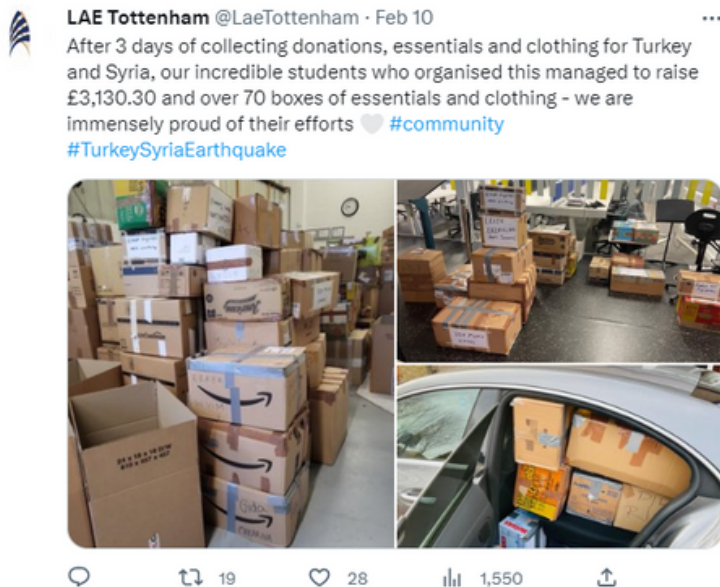 LAE Tottenham @LaeTottenham · Feb 10
After 3 days of collecting donations, essentials and clothing for Turkey
and Syria, our incredible students who organised this managed to raise
£3,130.30 and over 70 boxes of essentials and clothing - we are
immensely proud of their efforts 🤍 #community
#TurkeySyriaEarthquake
Gida
19
28
1,550